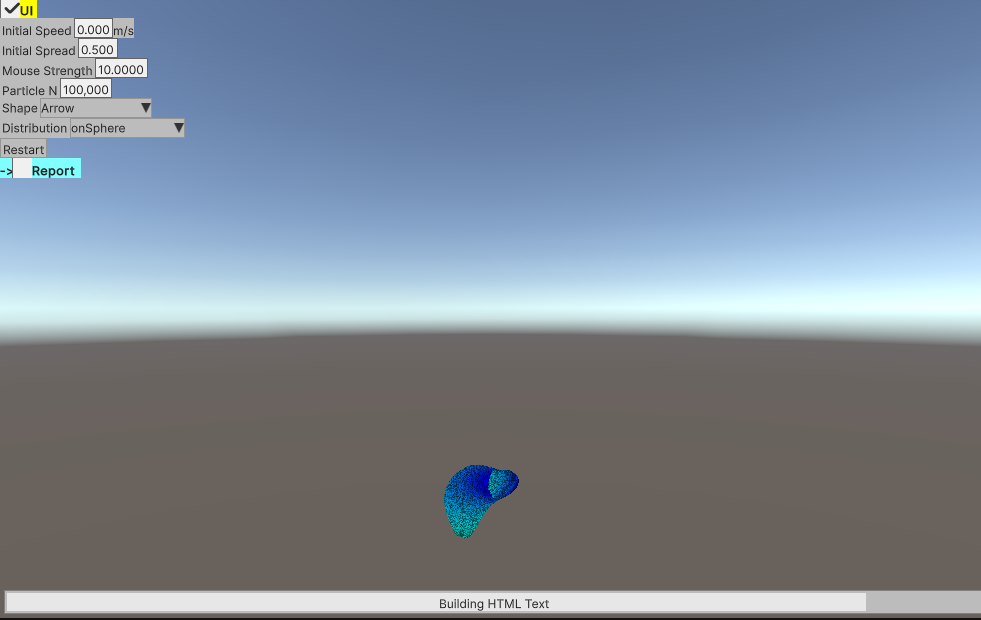 UI
Initial Speed 0.000 m/s
Initial Spread 0.500
Mouse Strength 10.0000
Particle N 100,000
Shape Arrow
Distribution onSphere
Restart
-> Report
Building HTML Text